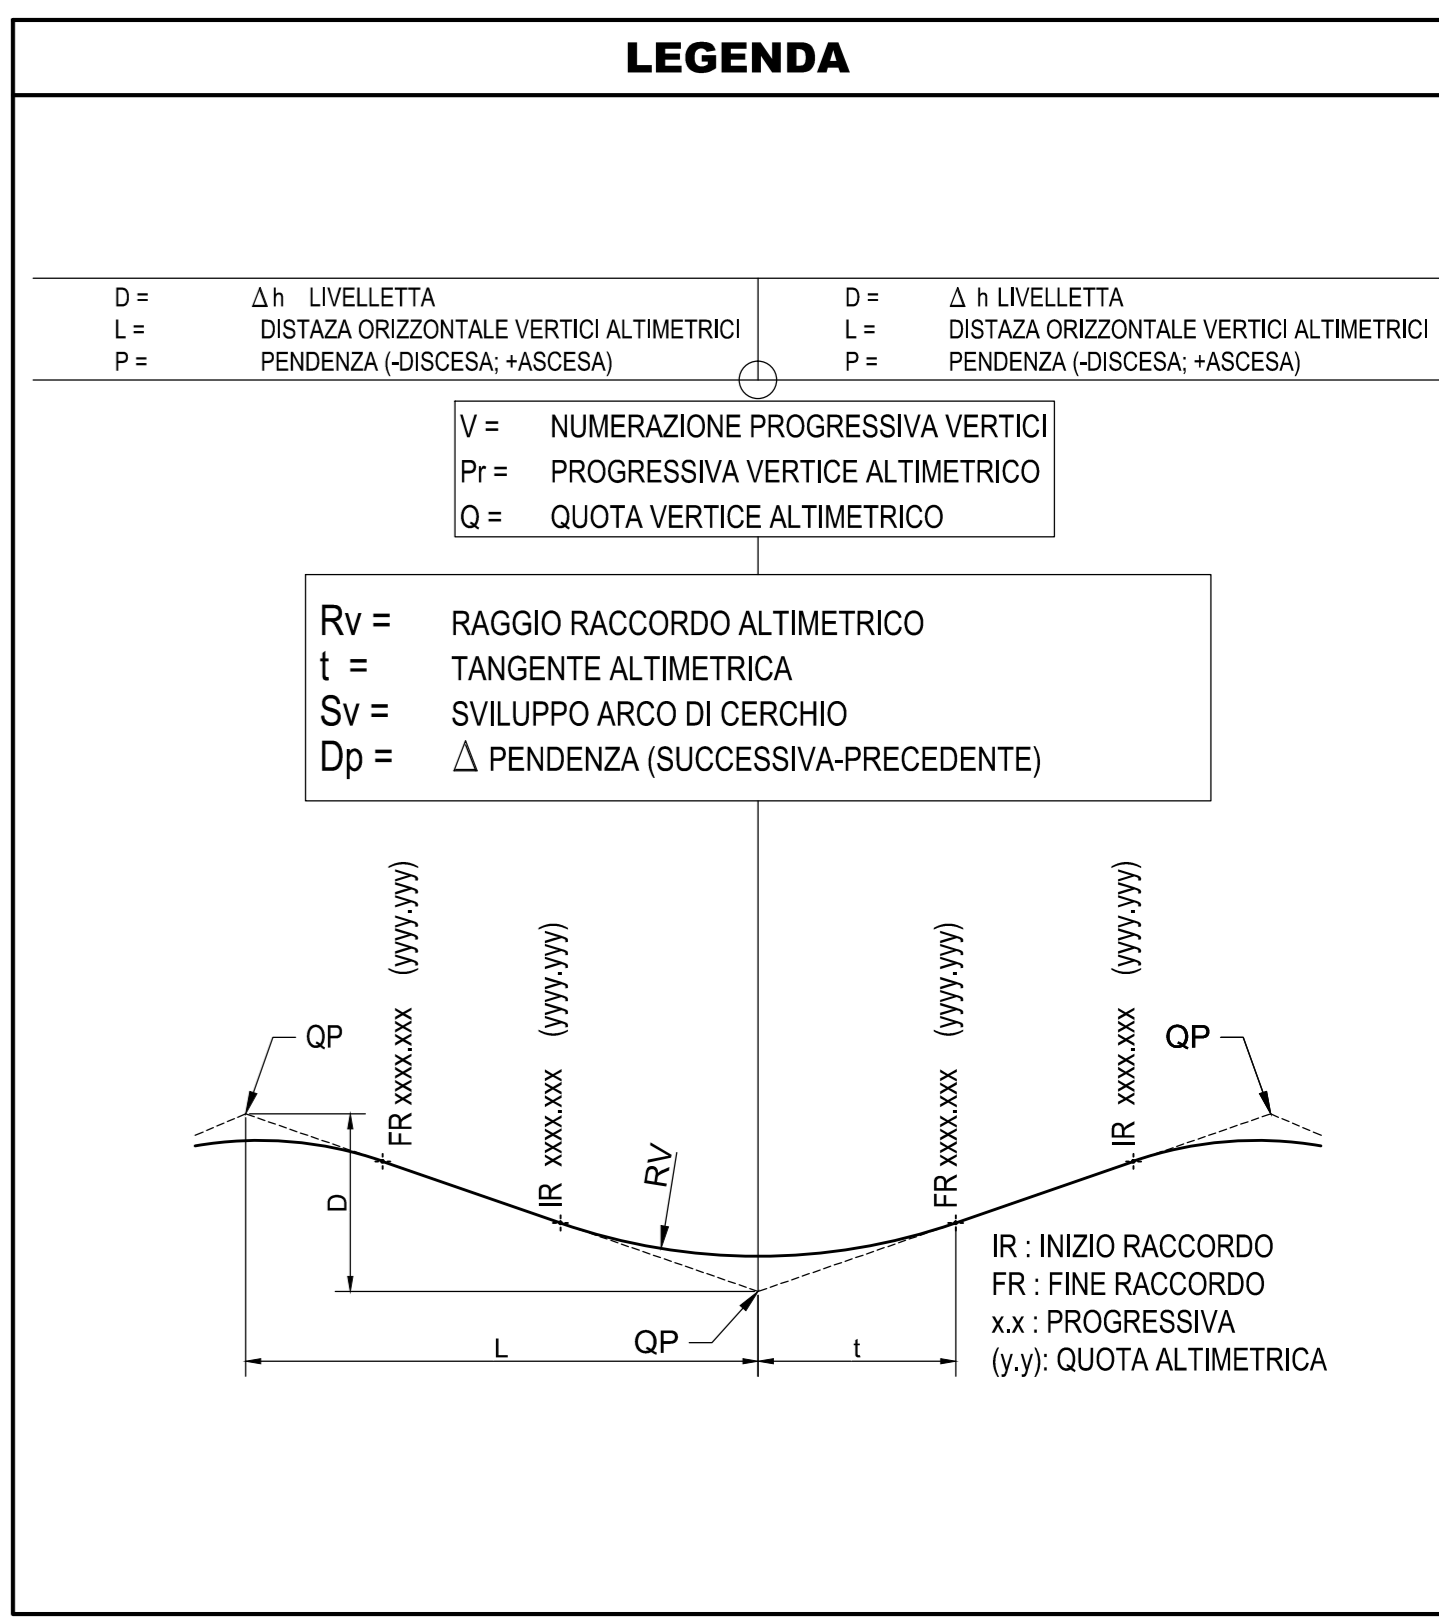 LEGENDA
D = Δ h LIVELLETTA
L = DISTAZA ORIZZONTALE VERTICI ALTIMETRICI
P = PENDENZA (-DISCESA; +ASCESA)
D = Δ h LIVELLETTA
L = DISTAZA ORIZZONTALE VERTICI ALTIMETRICI
P = PENDENZA (-DISCESA; +ASCESA)
V = NUMERAZIONE PROGRESSIVA VERTICI
Pr = PROGRESSIVA VERTICE ALTIMETRICO
Q = QUOTA VERTICE ALTIMETRICO
Rv = RAGGIO RACCORDO ALTIMETRICO
t = TANGENTE ALTIMETRICA
Sv = SVILUPPO ARCO DI CERCHIO
Dp = Δ PENDENZA (SUCCESSIVA-PRECEDENTE)
QP
FR xxxx.xxx (yyyy.yyy)
IR xxxx.xxx (yyyy.yyy)
FR xxxx.xxx (yyyy.yyy)
IR xxxx.xxx (yyyy.yyy)
QP
D
RV
IR : INIZIO RACCORDO
FR : FINE RACCORDO
x.x : PROGRESSIVA
(y.y): QUOTA ALTIMETRICA
L
QP
t